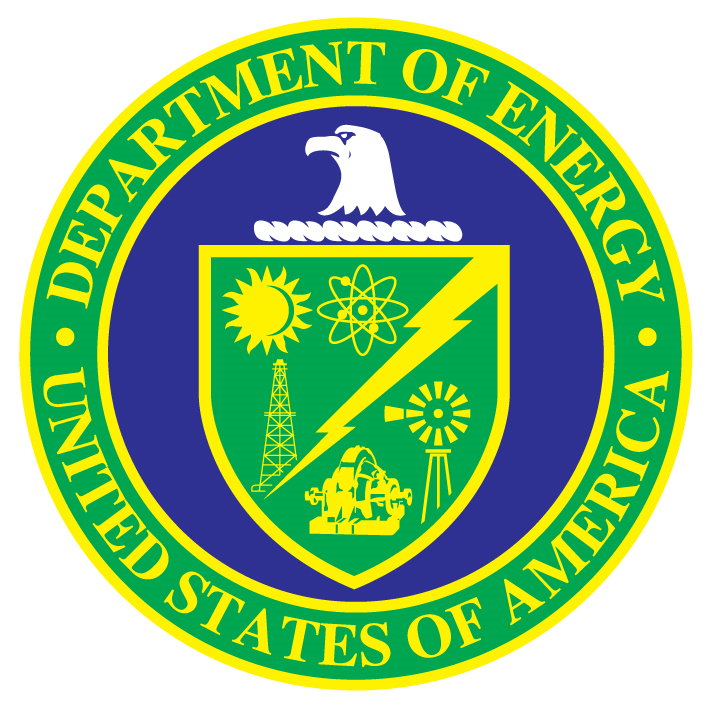 DEPARTMENT OF ENERGY
UNITED STATES OF AMERICA